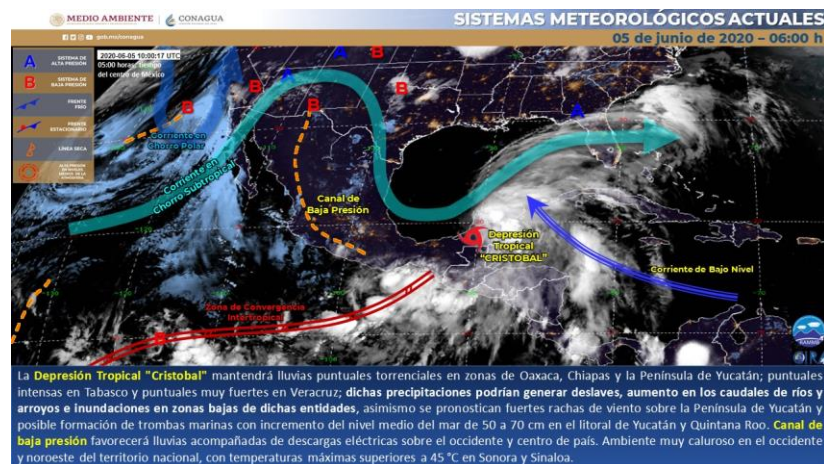 MEDIO AMBIENTE
CONAGUA
SISTEMAS METEOROLÓGICOS ACTUALES
gob.mx/conagua
05 de junio de 2020 – 06:00 h
A SISTEMA DE
ALTA PRESIÓN
B SISTEMA DE
BAJA PRESIÓN
FRENTE
FRÍO
FRENTE
ESTACIONARIO
LÍNEA SECA
2020-06-05 10:00:17 UTC
05:00 horas, tiempo
del centro de México
A
B
A
B
B
B
B
A
Corriente en
Chorro Polar
Corriente en
Chorro Subtropical
Canal de
Baja Presión
Depresión
Tropical
"CRISTOBAL"
Corriente de Bajo Nivel
Zona de Convergencia
Intertropical
B
RAMMB
La Depresión Tropical "Cristobal" mantendrá lluvias puntuales torrenciales en zonas de Oaxaca, Chiapas y la Península de Yucatán; puntuales
intensas en Tabasco y puntuales muy fuertes en Veracruz; dichas precipitaciones podrían generar deslaves, aumento en los caudales de ríos y
arroyos e inundaciones en zonas bajas de dichas entidades, asimismo se pronostican fuertes rachas de viento sobre la Península de Yucatán y
posible formación de trombas marinas con incremento del nivel medio del mar de 50 a 70 cm en el litoral de Yucatán y Quintana Roo. Canal de
baja presión favorecerá lluvias acompañadas de descargas eléctricas sobre el occidente y centro de país. Ambiente muy caluroso en el occidente
y noroeste del territorio nacional, con temperaturas máximas superiores a 45 °C en Sonora y Sinaloa.